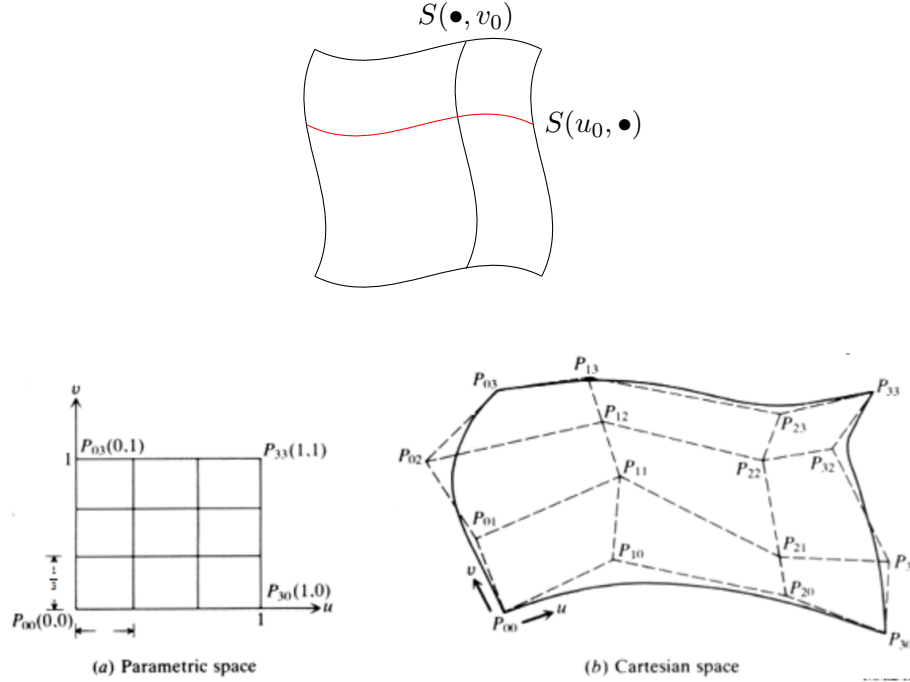 S(●, v₀)
S(u₀, ●)
v
P₀₃(0,1)
P₃₃(1,1)
1
1/3
P₃₀(1,0)
P₀₀(0,0)
u
1
(a) Parametric space
P₁₃
P₀₃
P₃₃
P₁₂
P₂₃
P₀₂
P₂₂
P₃₂
P₁₁
P₀₁
P₁₀
P₂₁
P₃
v
P₂₀
u
P₀₀
P₃₀
(b) Cartesian space